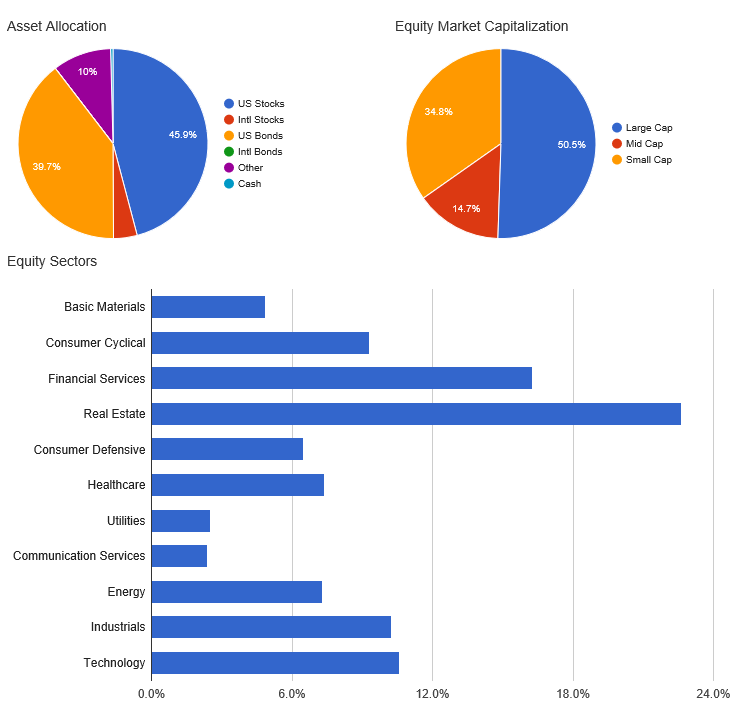 Asset Allocation
Equity Market Capitalization
10%
45.9%
39.7%
US Stocks
Intl Stocks
US Bonds
Intl Bonds
Other
Cash
34.8%
50.5%
14.7%
Large Cap
Mid Cap
Small Cap
Equity Sectors
Basic Materials
Consumer Cyclical
Financial Services
Real Estate
Consumer Defensive
Healthcare
Utilities
Communication Services
Energy
Industrials
Technology
0.0% 6.0% 12.0% 18.0% 24.0%